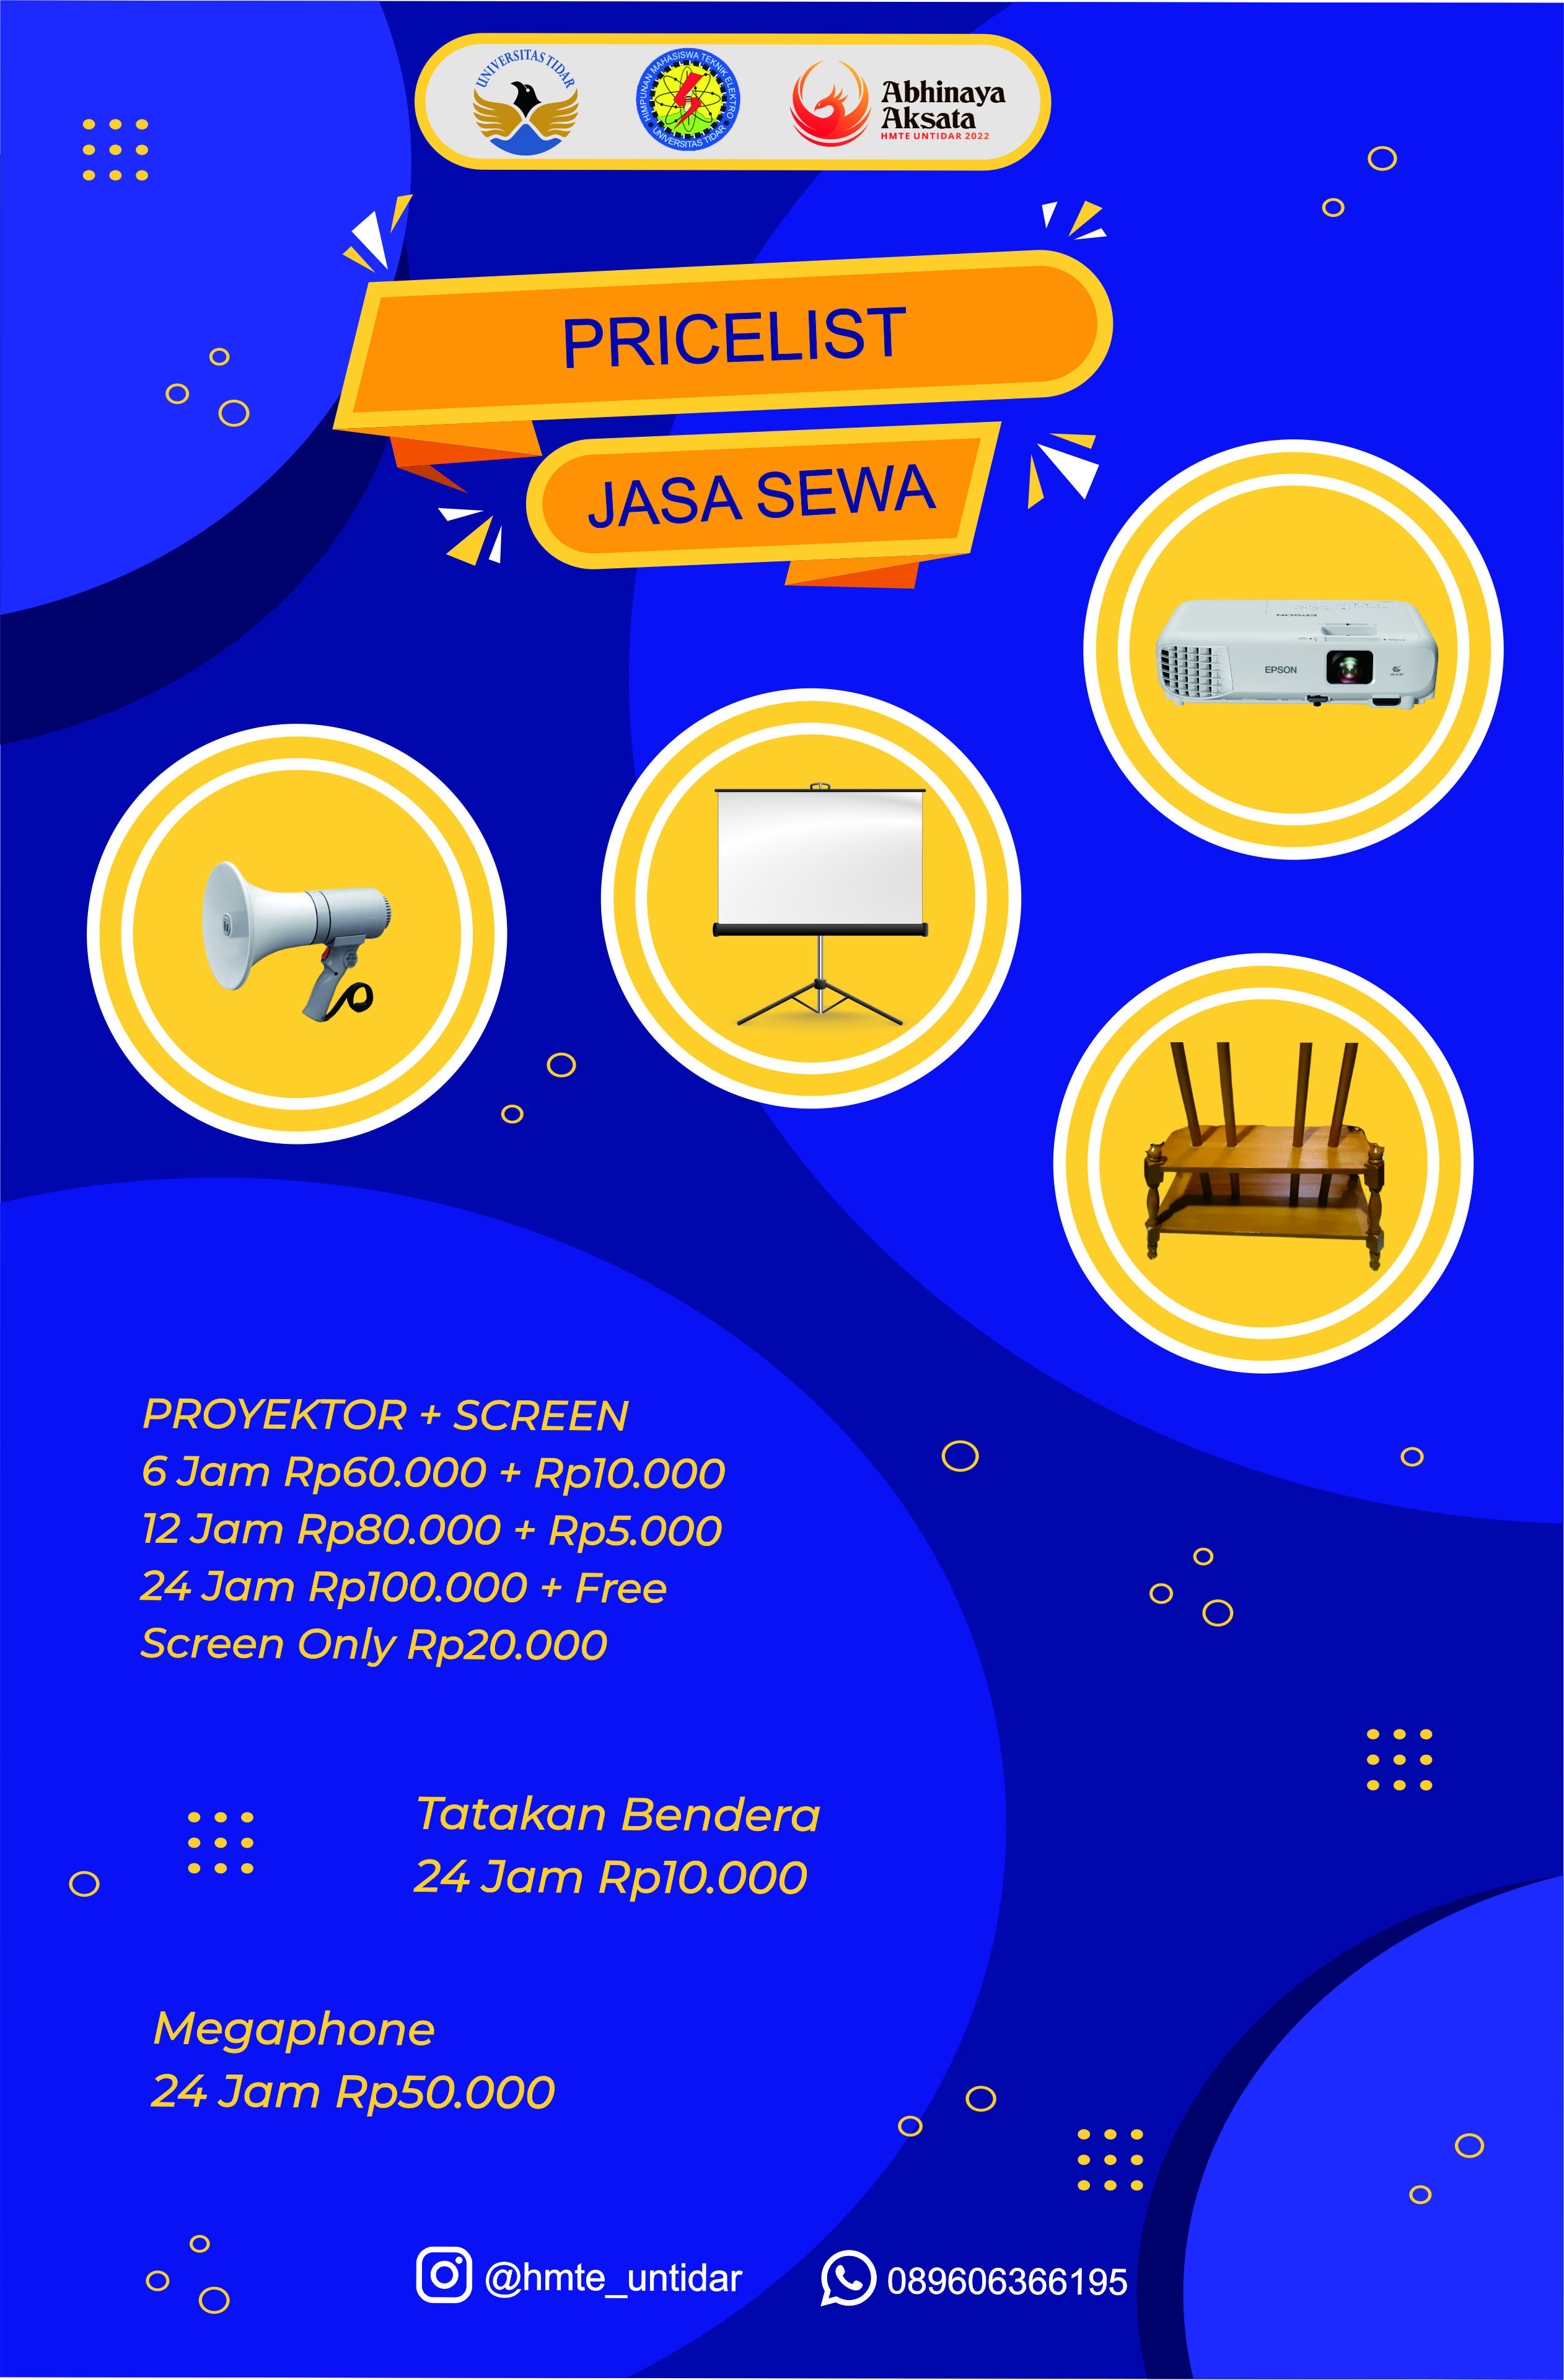 UNIVERSITAS TIDAR
HIMPUNAN MAHASISWA TEKNIK ELEKTRO
UNIVERSITAS TIDAR
Abhinaya
Aksata
HMTE UNTIDAR 2022
PRICELIST
JASA SEWA
EPSON
EPSON
PROYEKTOR + SCREEN
6 Jam Rp60.000 + Rp10.000
12 Jam Rp80.000 + Rp5.000
24 Jam Rp100.000 + Free
Screen Only Rp20.000
Tatakan Bendera
24 Jam Rp10.000
Megaphone
24 Jam Rp50.000
@hmte_untidar
089606366195